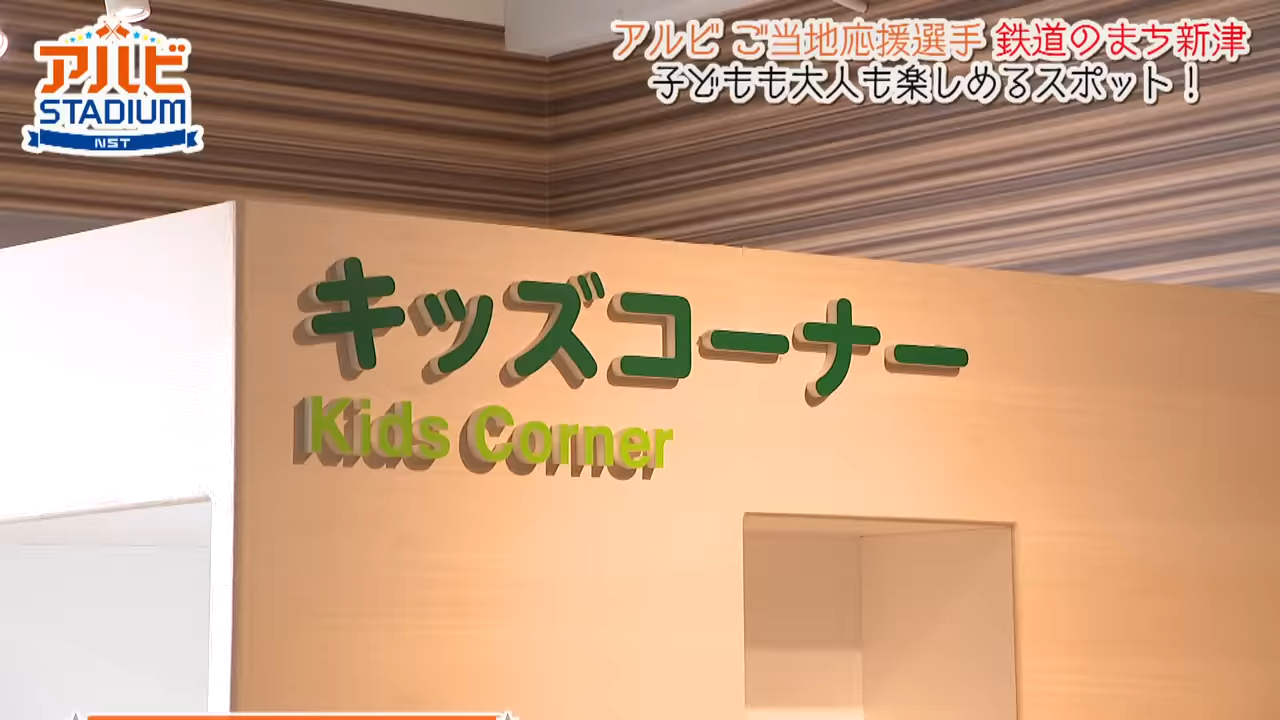 アルビ
STADIUM
NST
アルビ ご当地応援選手 鉄道のまち新津
子どもも大人も楽しめるスポット！
キッズコーナー
Kids Corner